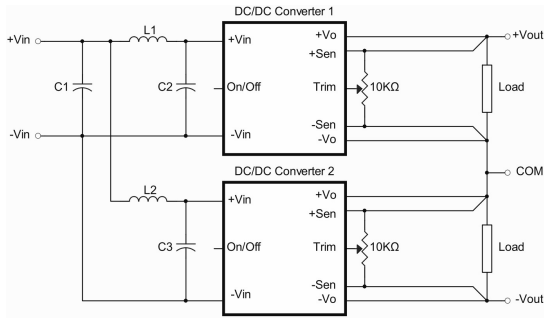 DC/DC Converter 1
+Vin
L1
+Vin
+Vo
+Vout
+Sen
C1
C2
On/Off
Trim
10KΩ
Load
-Vin
-Vin
-Sen
-Vo
DC/DC Converter 2
COM
L2
+Vin
+Vo
+Sen
C3
On/Off
Trim
10KΩ
Load
-Vin
-Sen
-Vo
-Vout